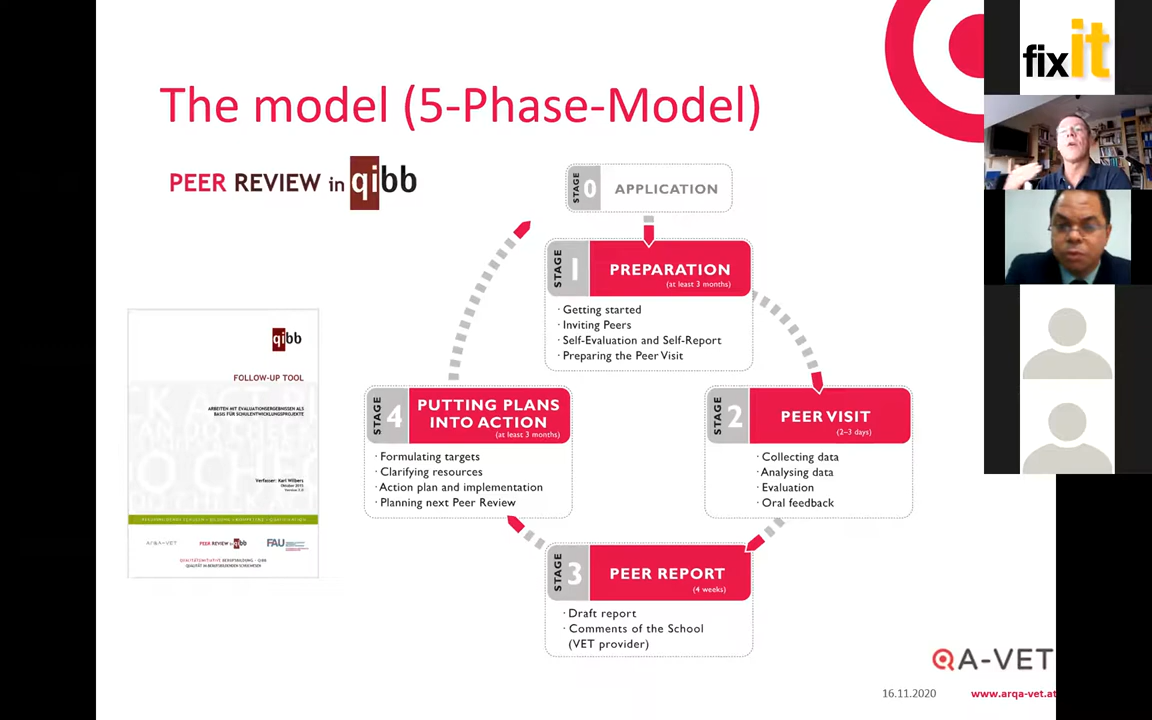 The model (5-Phase-Model)
PEER REVIEW in qibb
STAGE 0 APPLICATION
STAGE 1 PREPARATION
(at least 3 months)
· Getting started
· Inviting Peers
· Self-Evaluation and Self-Report
· Preparing the Peer Visit
STAGE 2 PEER VISIT
(2-3 days)
· Collecting data
· Analysing data
· Evaluation
· Oral feedback
STAGE 3 PEER REPORT
(4 weeks)
· Draft report
· Comments of the School
(VET provider)
STAGE 4 PUTTING PLANS
INTO ACTION
(at least 3 months)
· Formulating targets
· Clarifying resources
· Action plan and implementation
· Planning next Peer Review
qibb
FOLLOW-UP TOOL
ARBEITEN MIT EVALUATIONSERGEBNISSEN ALS
BASIS FÜR SCHULENTWICKLUNGSPROJEKTE
Verfasser: Karl Wilbers
Oktober 2015
ARQA-VET
PEER REVIEW in qibb
FAU
QUALITÄTSINITIATIVE BERUFSBILDUNG – QIBB
QUALITÄT IM BERUFSBILDENDEN SCHULWESEN
fixit
QA-VET
16.11.2020
www.arqa-vet.at